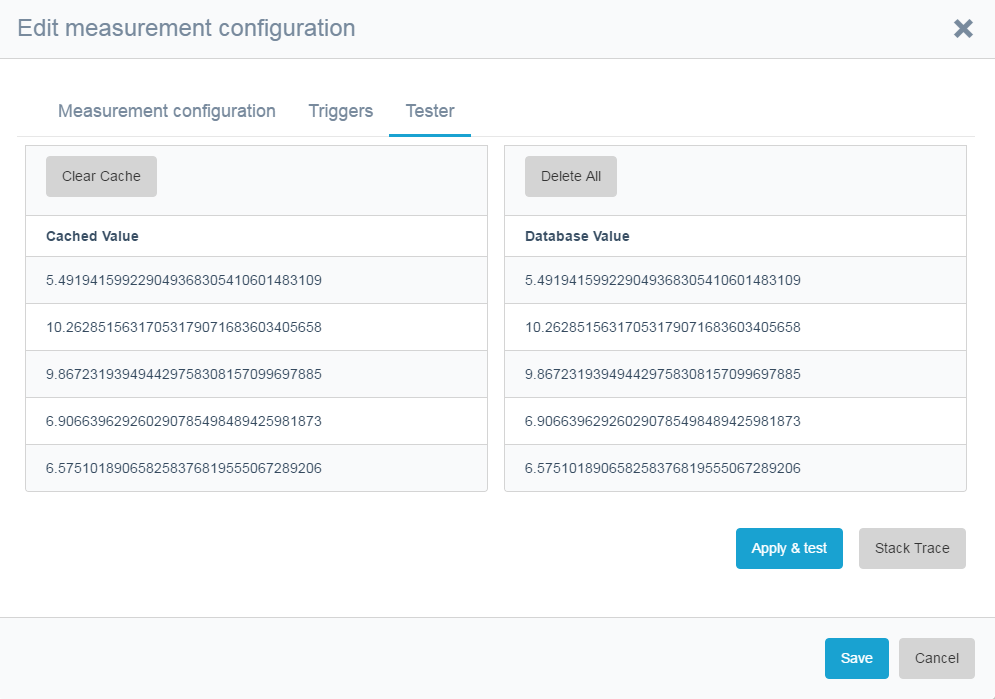 Edit measurement configuration
Measurement configuration Triggers Tester
Clear Cache
Cached Value
5.491941599229049368305410601483109
10.26285156317053179071683603405658
9.867231939494429758308157099697885
6.906639629260290785498489425981873
6.575101890658258376819555067289206
Delete All
Database Value
5.491941599229049368305410601483109
10.26285156317053179071683603405658
9.867231939494429758308157099697885
6.906639629260290785498489425981873
6.575101890658258376819555067289206
Apply & test Stack Trace
Save Cancel